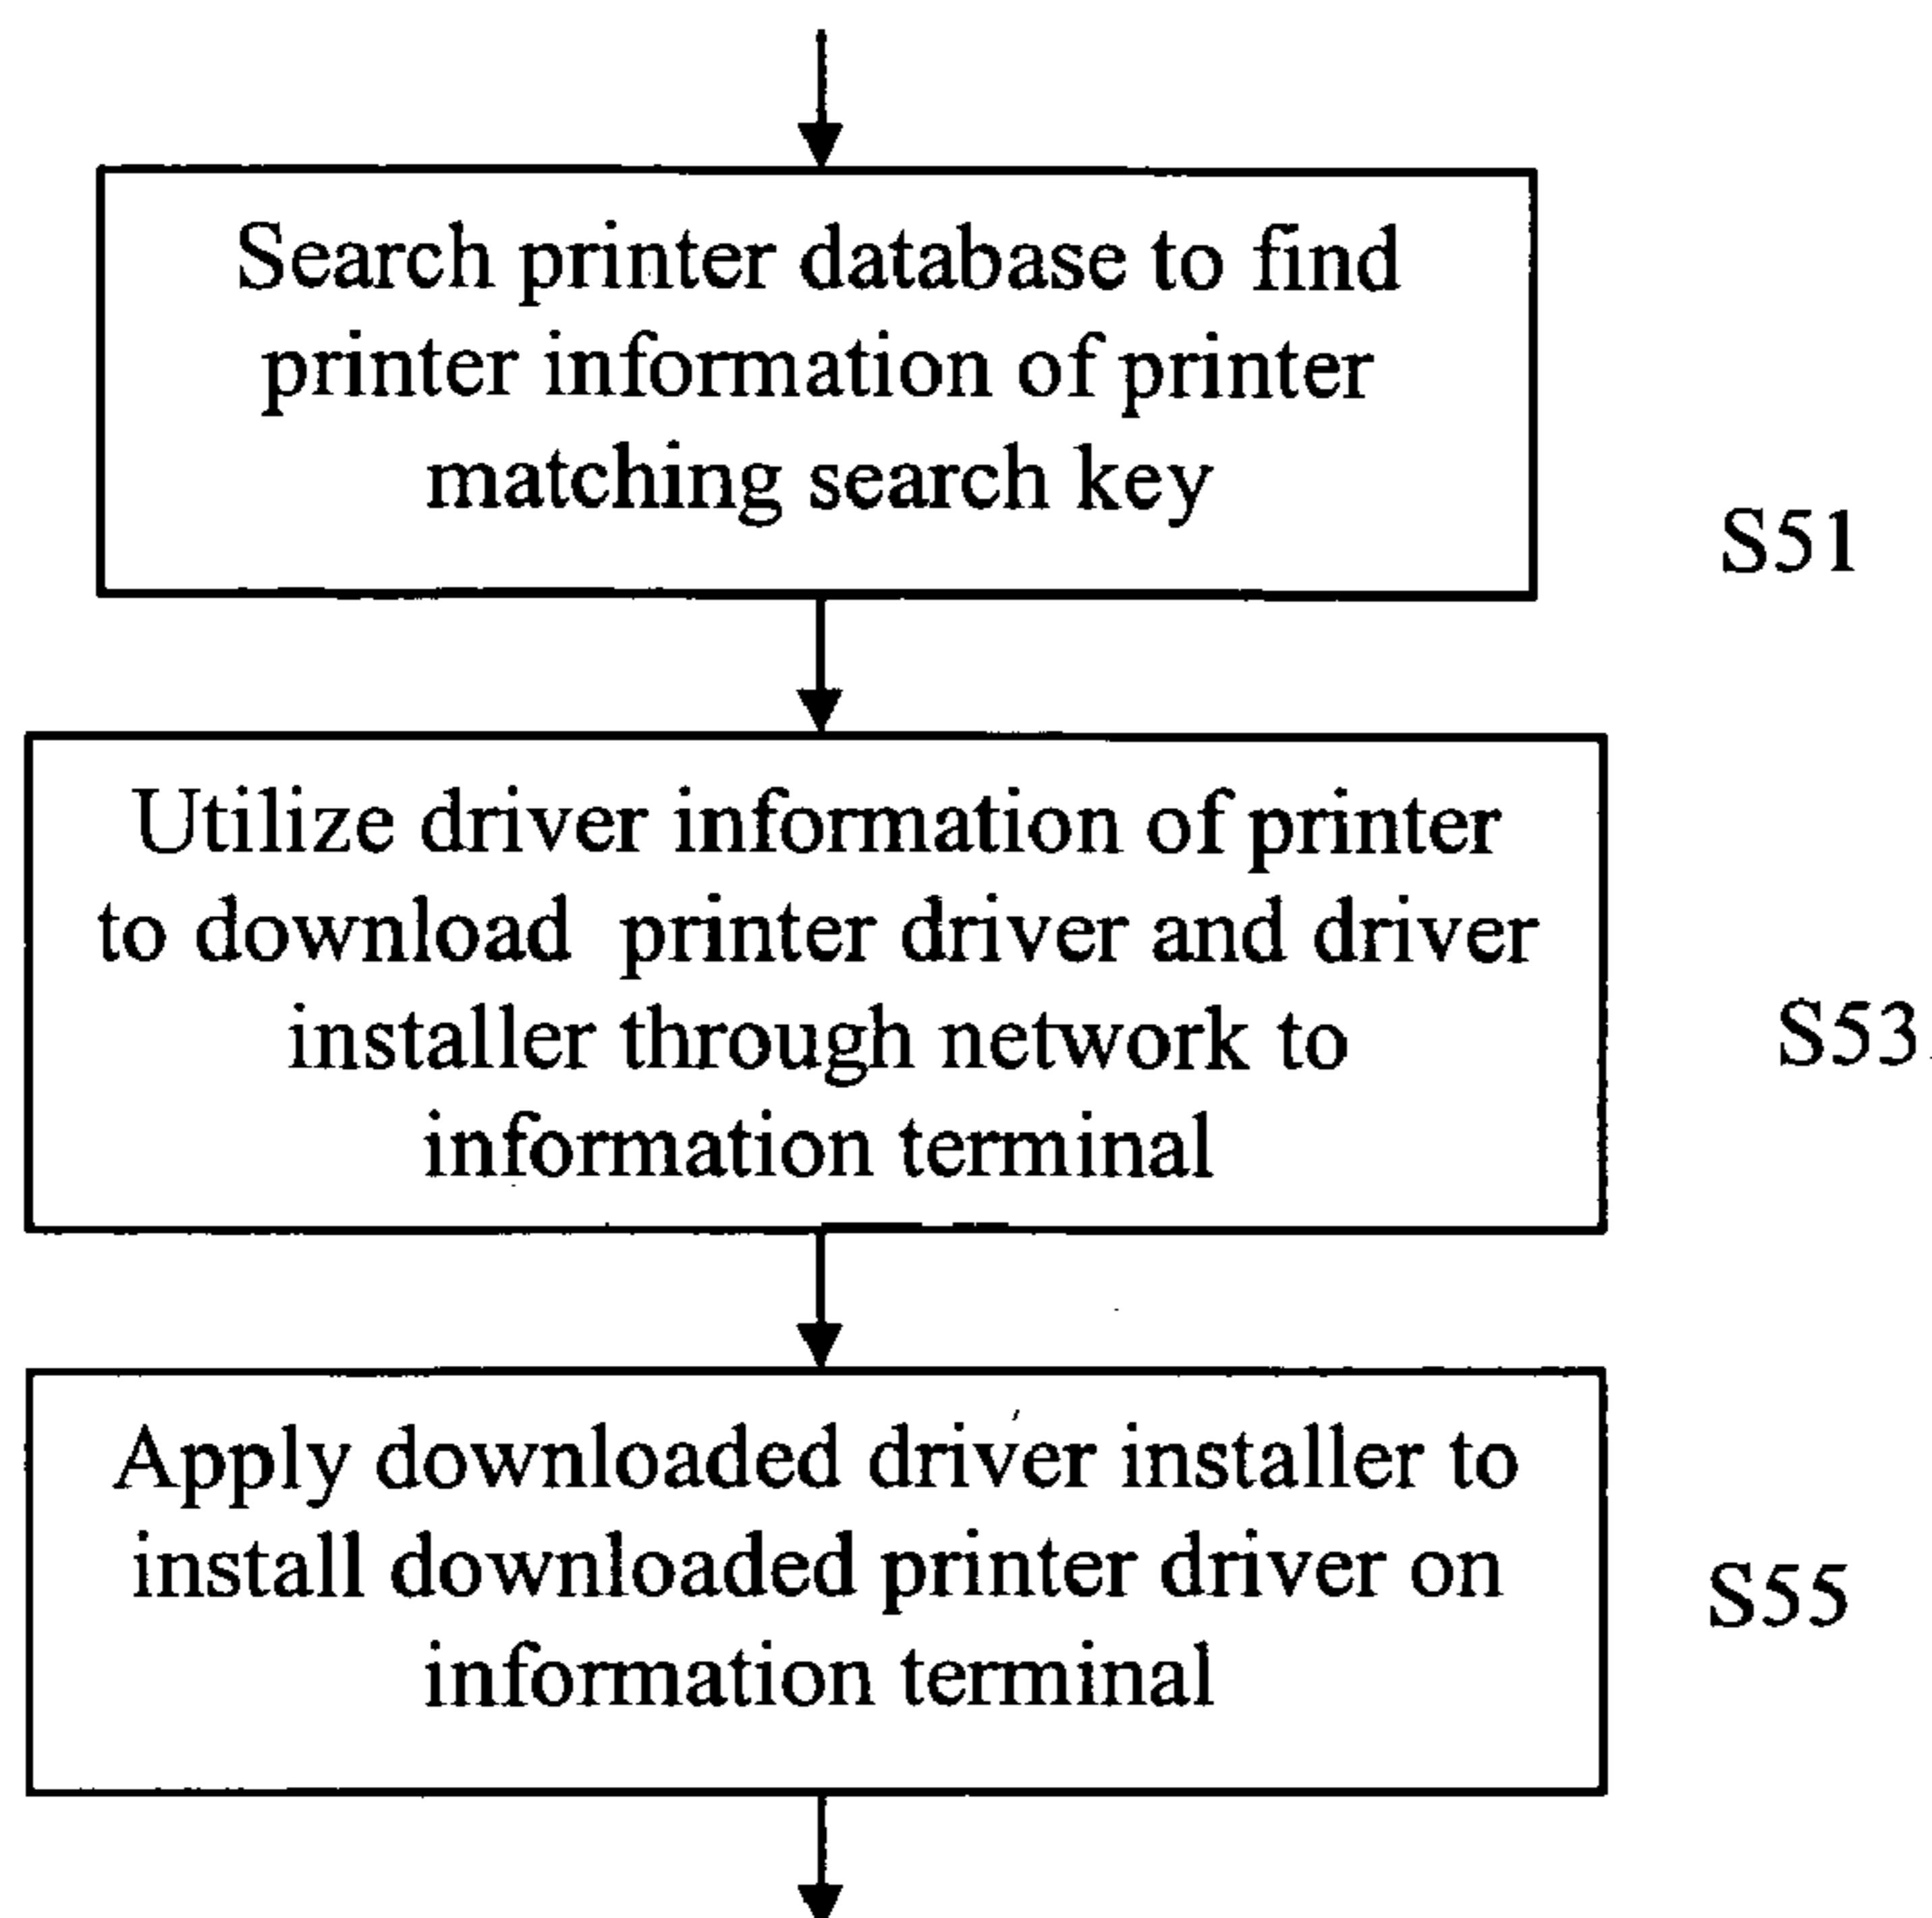 Search printer database to find
printer information of printer
matching search key
S51
Utilize driver information of printer
to download printer driver and driver
installer through network to
information terminal
S53
Apply downloaded driver installer to
install downloaded printer driver on
information terminal
S55